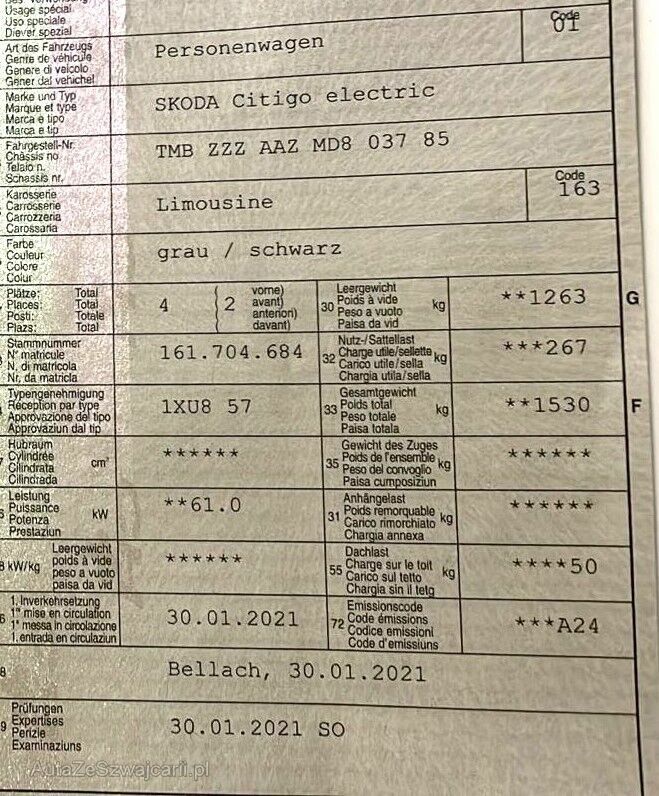 Usage spécial
Uso speciale
Diever spezial
Art des Fahrzeugs
Genre de véhicule
Genere di veicolo
Gener dal vehichel
Personenwagen
Code
01
Marke und Typ
Marque et type
Marca e tipo
Marca e tip
SKODA Citigo electric
Fahrgestell-Nr.
Châssis no
Telaio n.
Schassis nr.
TMB ZZZ AAZ MD8 037 85
Karosserie
Carrosserie
Carrozzeria
Carossaria
Limousine
Code
163
Farbe
Couleur
Colore
Colur
grau / schwarz
Plätze: Total
Places: Total
Posti: Totale
Plazs: Total
4
2
vorne)
avant)
anterion)
davant)
30
Leergewicht
Poids à vide
Peso a vuoto
Paisa da vid
kg
**1263
G
Stammnummer
N° matricule
N. di matricola
Nr. da matricla
161.704.684
32
Nutz-/Sattellast
Charge utile/sellette
Carico utile/sella
Chargia utila/sella
kg
***267
Typengenehmigung
Réception par type
Approvazione del tipo
Approvaziun dal tip
1XU8 57
33
Gesamtgewicht
Poids total
Peso totale
Paisa totala
kg
**1530
F
7
Hubraum
Cylindrée
Cilindrata
Cilindrada
cm³
******
35
Gewicht des Zuges
Poids de l'ensemble
Peso del convoglio
Paisa cumposiziun
kg
******
6
Leistung
Puissance
Potenza
Prestaziun
kW
**61.0
31
Anhängelast
Poids remorquable
Carico rimorchiato
Chargia annexa
kg
******
8 kW/kg
Leergewicht
poids à vide
peso a vuoto
paisa da vid
******
55
Dachlast
Charge sur le toit
Carico sul tetto
Chargia sin il tetg
kg
****50
6
1. Inverkehrsetzung
1re mise en circulation
1a messa in circolazione
1. entrada en circulaziun
30.01.2021
72
Emissionscode
Code émissions
Codice emissioni
Code d'emissiuns
***A24
8
Bellach, 30.01.2021
9
Prüfungen
Expertises
Perizie
Examinaziuns
30.01.2021 SO
AutaZeSzwajcarii.pl